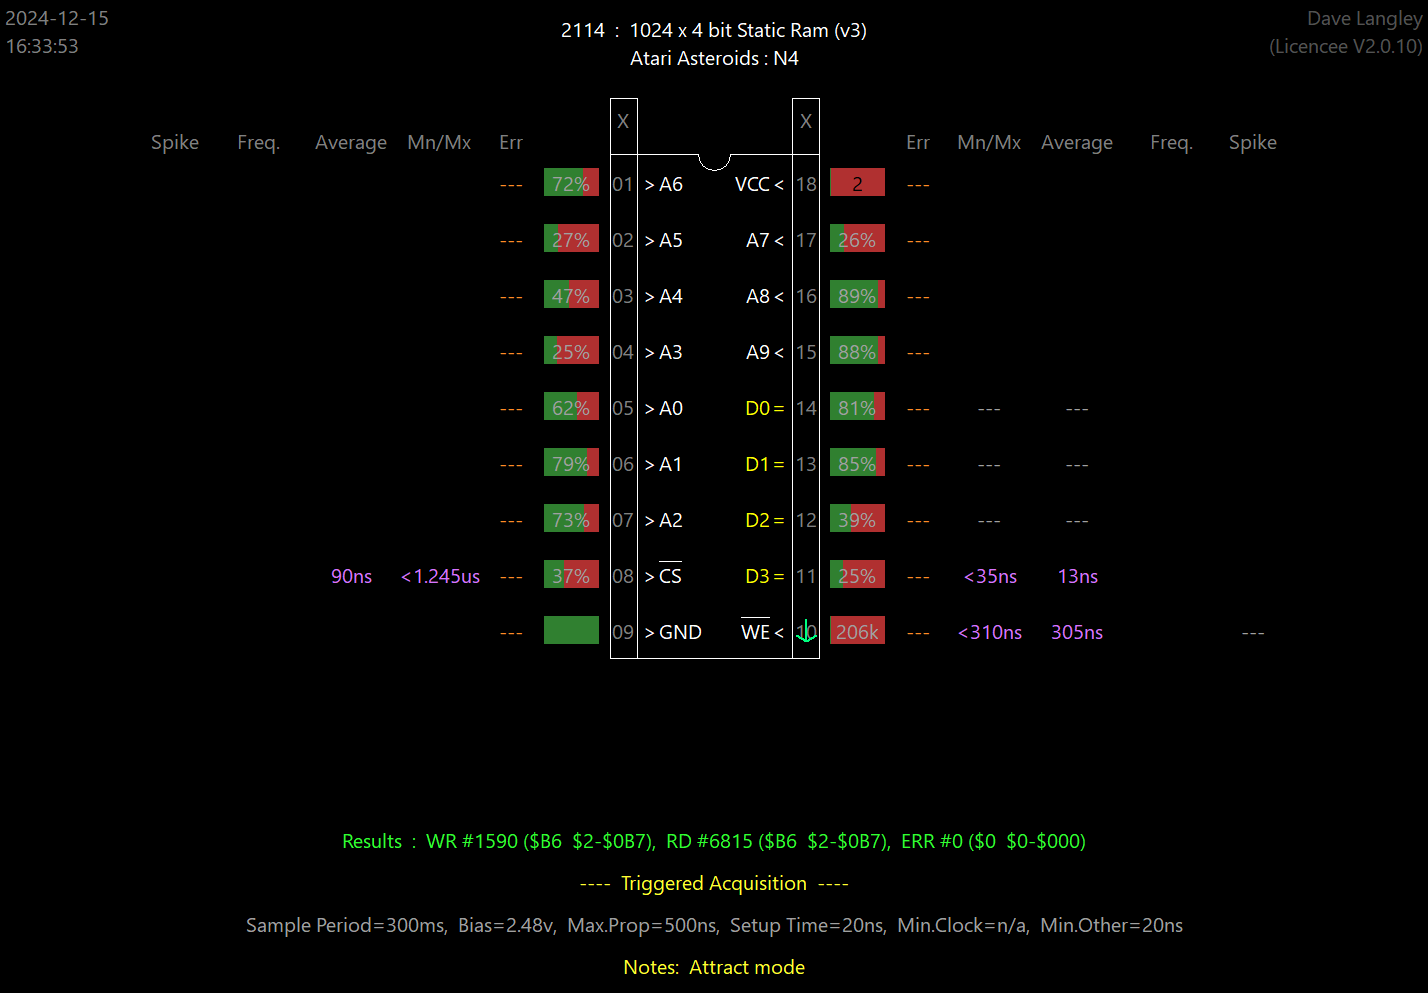 2024-12-15
16:33:53
2114 : 1024 x 4 bit Static Ram (v3)
Atari Asteroids : N4
Dave Langley
(Licencee V2.0.10)
X X
Spike Freq. Average Mn/Mx Err Err Mn/Mx Average Freq. Spike
--- 72% 01 > A6 VCC < 18 2 ---
--- 27% 02 > A5 A7 < 17 26% ---
--- 47% 03 > A4 A8 < 16 89% ---
--- 25% 04 > A3 A9 < 15 88% ---
--- 62% 05 > A0 D0 = 14 81% --- --- ---
--- 79% 06 > A1 D1 = 13 85% --- --- ---
--- 73% 07 > A2 D2 = 12 39% --- --- ---
90ns <1.245us --- 37% 08 > CS D3 = 11 25% --- <35ns 13ns
--- 09 > GND WE < 10 206k --- <310ns 305ns ---
Results : WR #1590 ($B6 $2-$0B7), RD #6815 ($B6 $2-$0B7), ERR #0 ($0 $0-$000)
---- Triggered Acquisition ----
Sample Period=300ms, Bias=2.48v, Max.Prop=500ns, Setup Time=20ns, Min.Clock=n/a, Min.Other=20ns
Notes: Attract mode